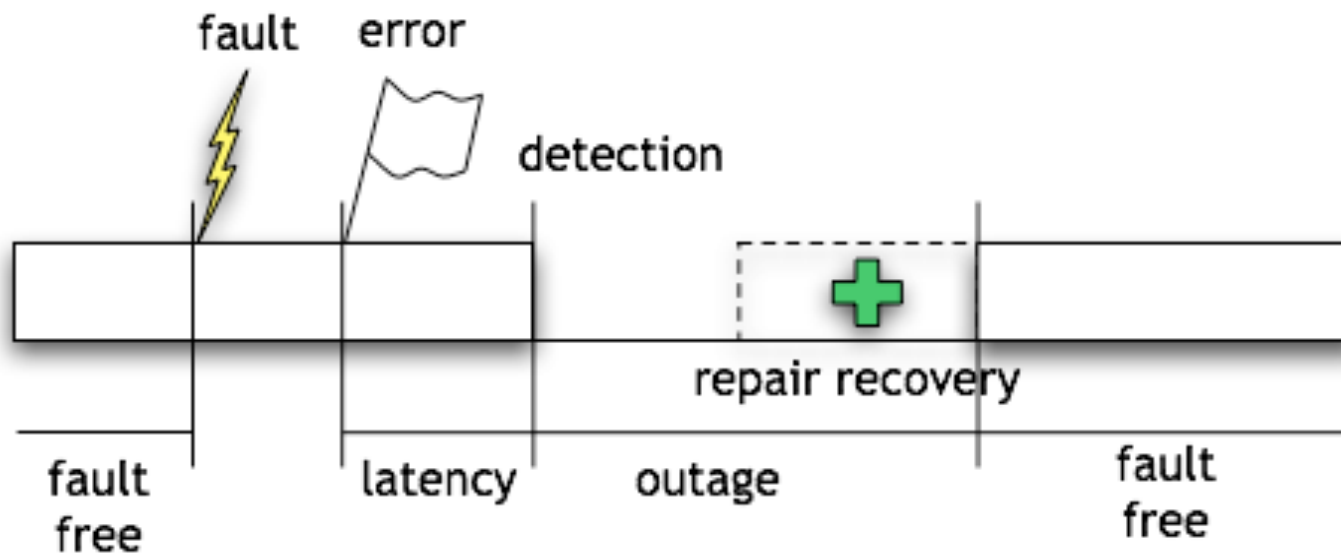 fault error
detection
repair recovery
fault
free
latency
outage
fault
free